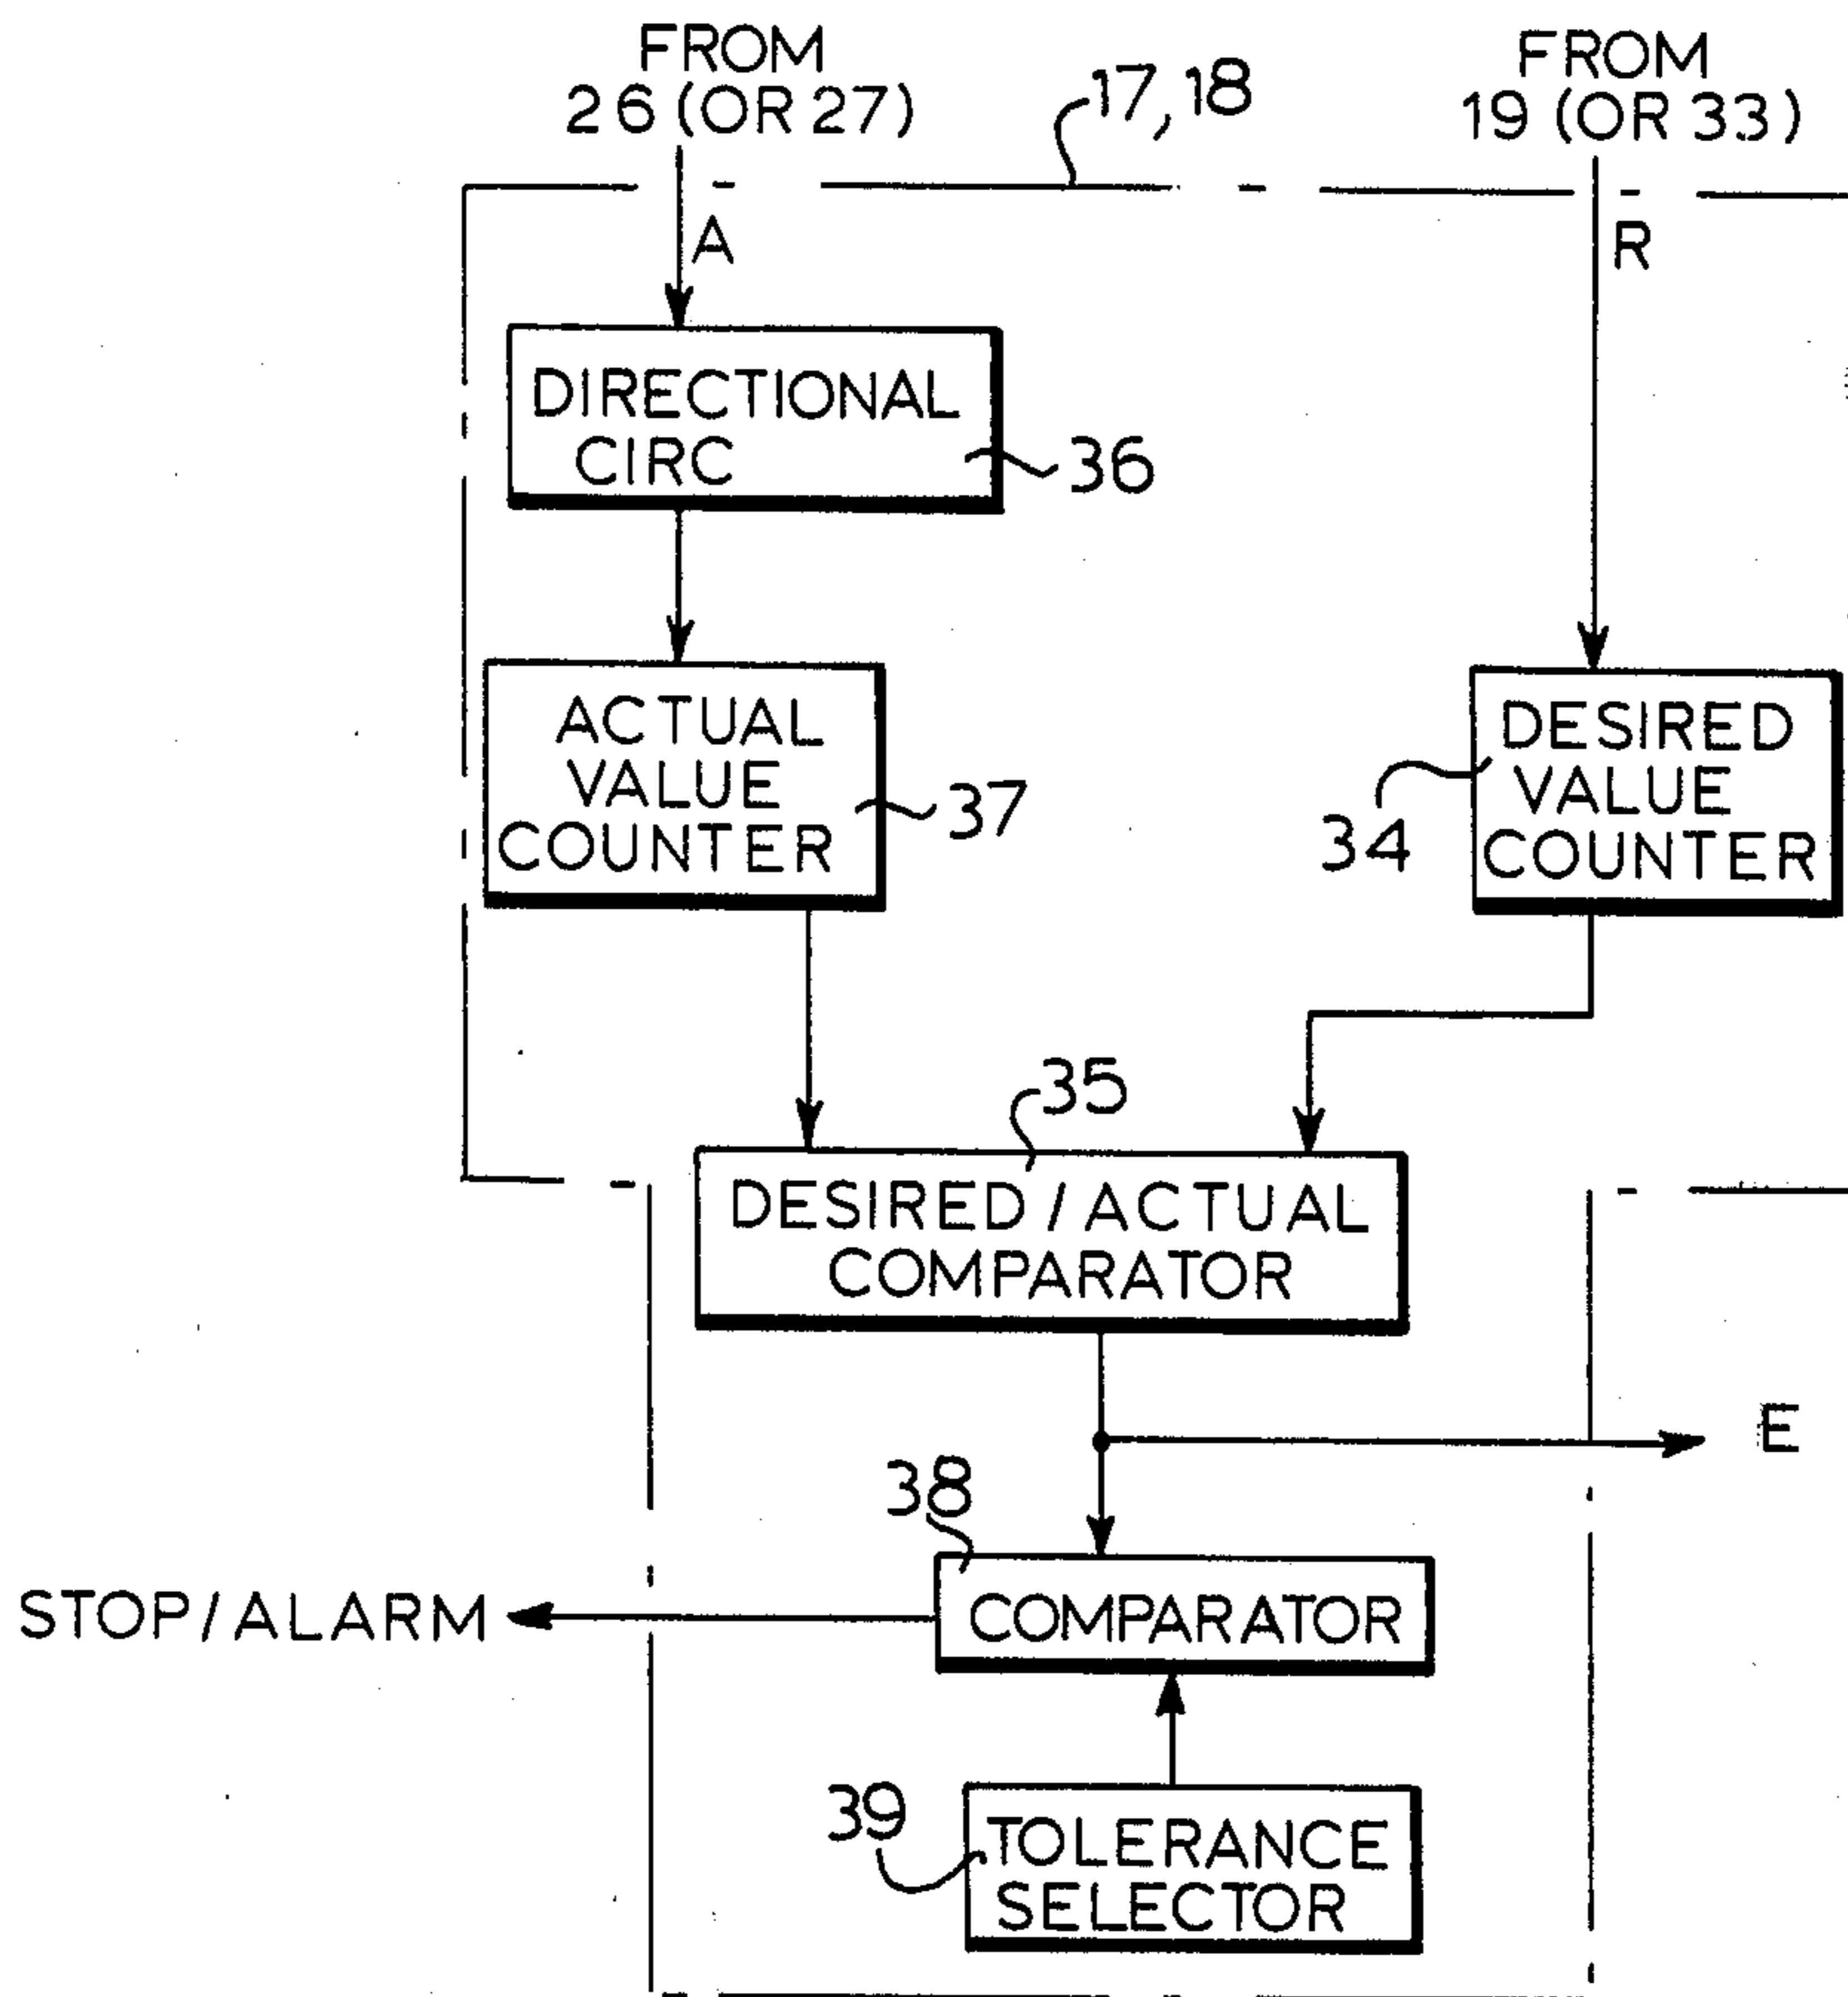 FROM
26 (OR 27)
17, 18
FROM
19 (OR 33)
A
R
DIRECTIONAL
CIRC
36
ACTUAL
VALUE
COUNTER
37
DESIRED
VALUE
COUNTER
34
35
DESIRED / ACTUAL
COMPARATOR
E
38
STOP/ALARM
COMPARATOR
39
TOLERANCE
SELECTOR